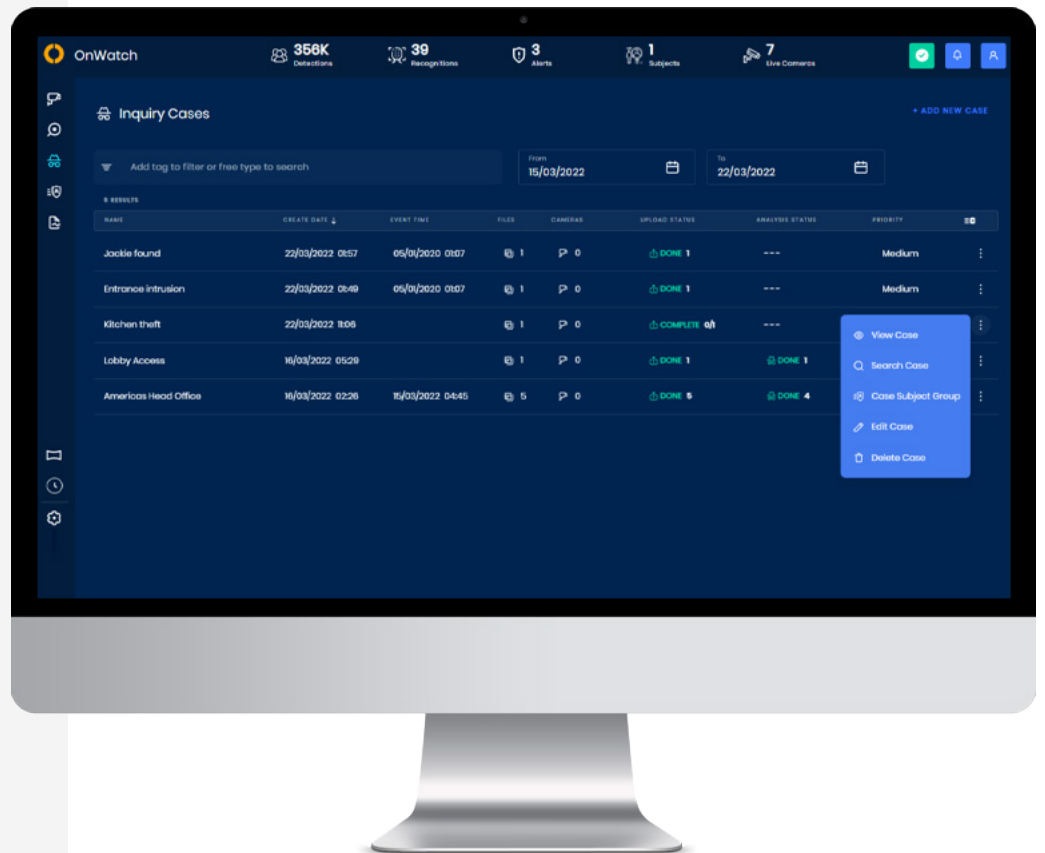 OnWatch
356K Detections
39 Recognitions
3 Alerts
1 Subjects
7 Live Cameras
Inquiry Cases
+ ADD NEW CASE
Add tag to filter or free type to search
From 15/03/2022
To 22/03/2022
5 RESULTS
NAME CREATE DATE EVENT TIME FILES CAMERAS UPLOAD STATUS ANALYSIS STATUS PRIORITY
Jackie found 22/03/2022 01:57 05/01/2020 01:07 1 0 DONE 1 --- Medium
Entrance intrusion 22/03/2022 01:49 05/01/2020 01:07 1 0 DONE 1 --- Medium
Kitchen theft 22/03/2022 11:06 1 0 COMPLETE 0/1 ---
Lobby Access 16/03/2022 05:29 1 0 DONE 1 DONE 1
Americas Head Office 16/03/2022 02:26 15/03/2022 04:45 5 0 DONE 5 DONE 4
View Case
Search Case
Case Subject Group
Edit Case
Delete Case